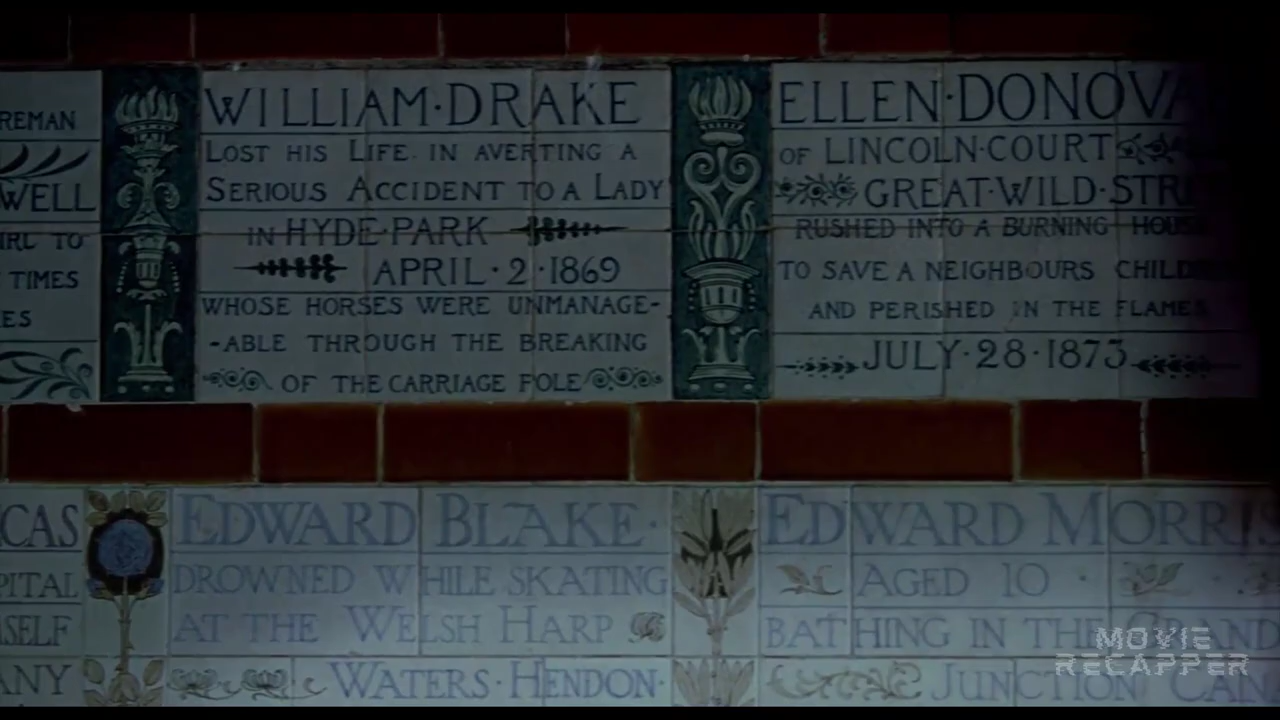 REMAN
WELL
IRL TO
TIMES
ES
WILLIAM·DRAKE
LOST HIS LIFE IN AVERTING A
SERIOUS ACCIDENT TO A LADY
IN HYDE·PARK
APRIL·2·1869
WHOSE HORSES WERE UNMANAGE-
-ABLE THROUGH THE BREAKING
OF THE CARRIAGE POLE
ELLEN·DONOVA
OF LINCOLN·COURT
GREAT·WILD·STR
RUSHED INTO A BURNING HOUSE
TO SAVE A NEIGHBOURS CHILD
AND PERISHED IN THE FLAMES
JULY·28·1873
CAS
PITAL
SELF
ANY
EDWARD BLAKE·
DROWNED WHILE SKATING
AT THE WELSH HARP
WATERS·HENDON·
EDWARD MORRIS
AGED 10 ·
BATHING IN THE AND
JUNCTION CAN
MOVIE
RECAPPER